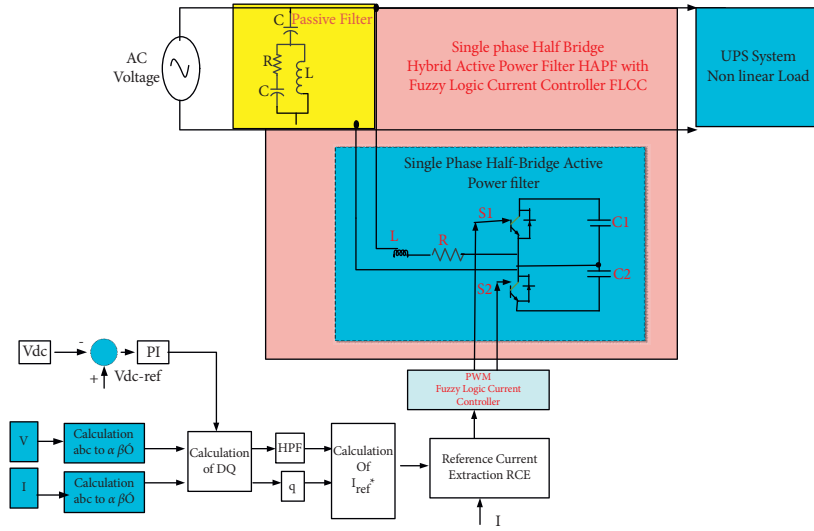 C
Passive Filter
R
L
C
AC
Voltage
Single phase Half Bridge
Hybrid Active Power Filter HAPF with
Fuzzy Logic Current Controller FLCC
UPS System
Non linear Load
Single Phase Half-Bridge Active
Power filter
S1
C1
L
R
S2
C2
Vdc
-
+
Vdc-ref
PI
PWM
Fuzzy Logic Current
Controller
V
Calculation
abc to α βÓ
I
Calculation
abc to α βÓ
Calculation
of DQ
HPF
q
Calculation
Of
I_ref*
Reference Current
Extraction RCE
I